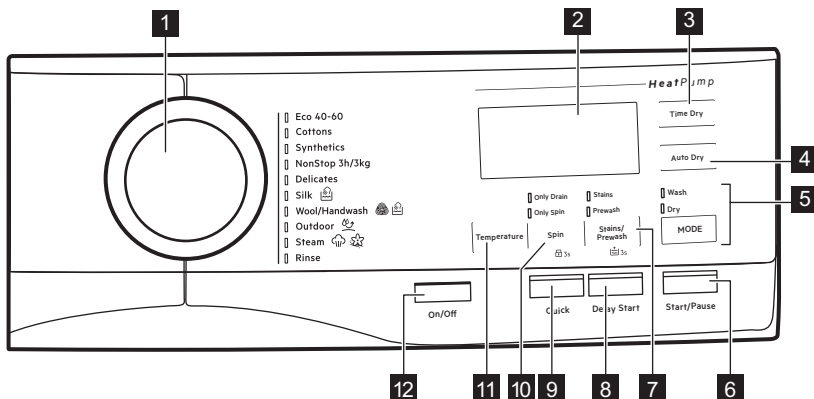 1
2
3
HeatPump
Time Dry
Eco 40-60
Cottons
Synthetics
NonStop 3h/3kg
Delicates
Silk
Wool/Handwash
Outdoor
Steam
Rinse
Auto Dry
4
Only Drain
Only Spin
Stains
Prewash
Wash
Dry
5
Temperature
Spin
3s
Stains/
Prewash
3s
MODE
On/Off
Quick
Delay Start
Start/Pause
12
11
10
9
8
7
6